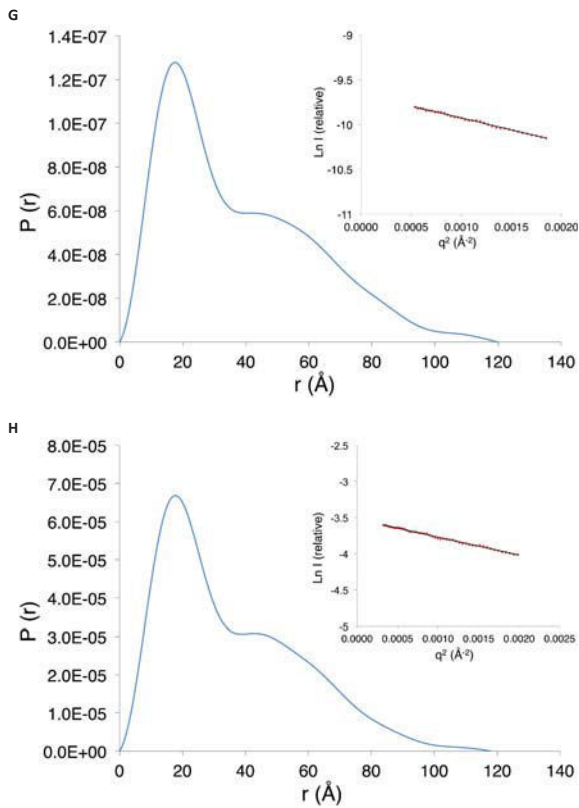 G
1.4E-07
1.2E-07
1.0E-07
8.0E-08
6.0E-08
4.0E-08
2.0E-08
0.0E+00
P (r)
0 20 40 60 80 100 120 140
r (Å)
-9
-9.5
-10
-10.5
-11
Ln I (relative)
0.0000 0.0005 0.0010 0.0015 0.0020
q² (Å⁻²)
H
8.0E-05
7.0E-05
6.0E-05
5.0E-05
4.0E-05
3.0E-05
2.0E-05
1.0E-05
0.0E+00
P (r)
0 20 40 60 80 100 120 140
r (Å)
-2.5
-3
-3.5
-4
-4.5
-5
Ln I (relative)
0.0000 0.0005 0.0010 0.0015 0.0020 0.0025
q² (Å⁻²)